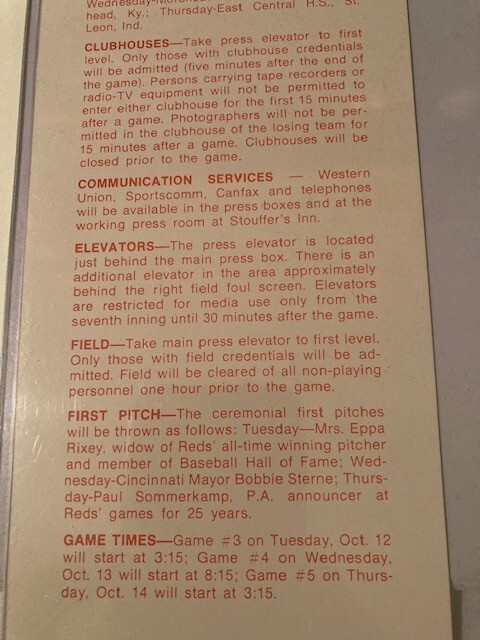 head, Ky.; Thursday-East Central H.S., St.
Leon, Ind.
CLUBHOUSES—Take press elevator to first
level. Only those with clubhouse credentials
will be admitted (five minutes after the end of
the game). Persons carrying tape recorders or
radio-TV equipment will not be permitted to
enter either clubhouse for the first 15 minutes
after a game. Photographers will not be per-
mitted in the clubhouse of the losing team for
15 minutes after a game. Clubhouses will be
closed prior to the game.
COMMUNICATION SERVICES — Western
Union, Sportscomm, Canfax and telephones
will be available in the press boxes and at the
working press room at Stouffer's Inn.
ELEVATORS—The press elevator is located
just behind the main press box. There is an
additional elevator in the area approximately
behind the right field foul screen. Elevators
are restricted for media use only from the
seventh inning until 30 minutes after the game.
FIELD—Take main press elevator to first level.
Only those with field credentials will be ad-
mitted. Field will be cleared of all non-playing
personnel one hour prior to the game.
FIRST PITCH—The ceremonial first pitches
will be thrown as follows: Tuesday—Mrs. Eppa
Rixey, widow of Reds' all-time winning pitcher
and member of Baseball Hall of Fame; Wed-
nesday-Cincinnati Mayor Bobbie Sterne; Thurs-
day-Paul Sommerkamp, P.A. announcer at
Reds' games for 25 years.
GAME TIMES—Game #3 on Tuesday, Oct. 12
will start at 3:15; Game #4 on Wednesday,
Oct. 13 will start at 8:15; Game #5 on Thurs-
day, Oct. 14 will start at 3:15.